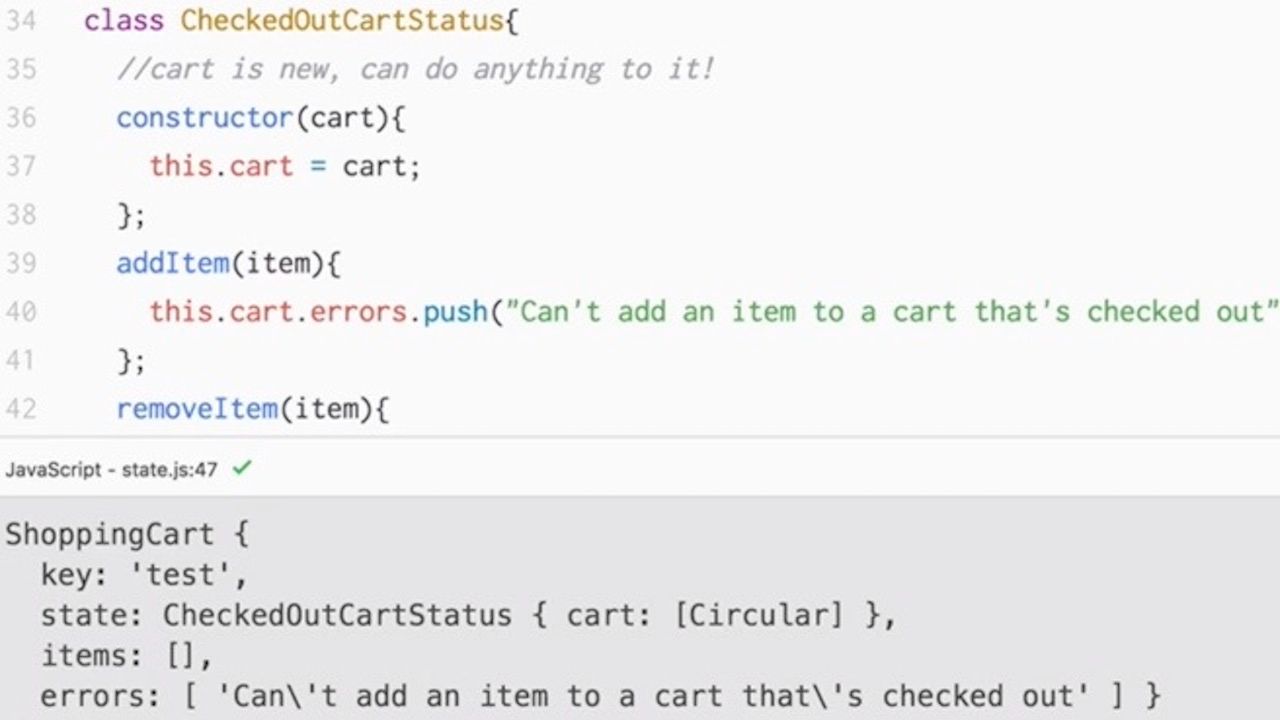 34 class CheckedOutCartStatus{
35 //cart is new, can do anything to it!
36 constructor(cart){
37 this.cart = cart;
38 };
39 addItem(item){
40 this.cart.errors.push("Can't add an item to a cart that's checked out"
41 };
42 removeItem(item){
JavaScript - state.js:47 ✓
ShoppingCart {
key: 'test',
state: CheckedOutCartStatus { cart: [Circular] },
items: [],
errors: [ 'Can\'t add an item to a cart that\'s checked out' ] }